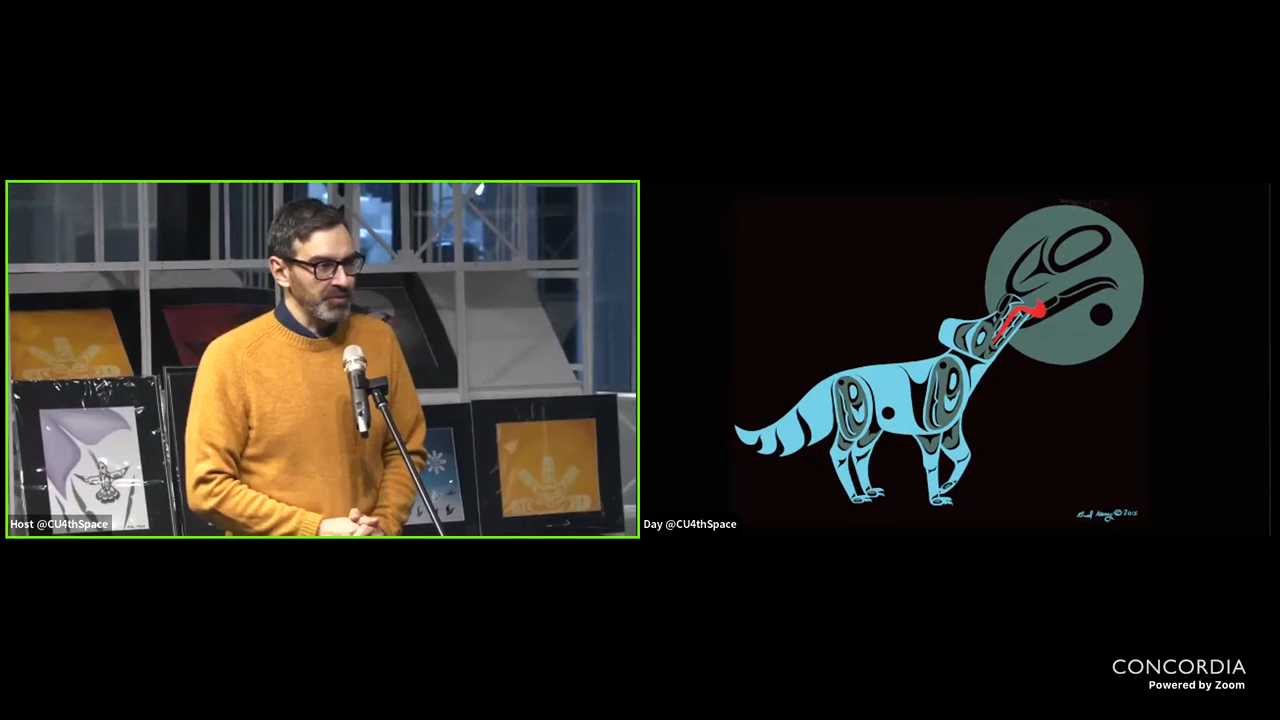 Host @CU4thSpace
Day @CU4thSpace
©
CONCORDIA
Powered by Zoom